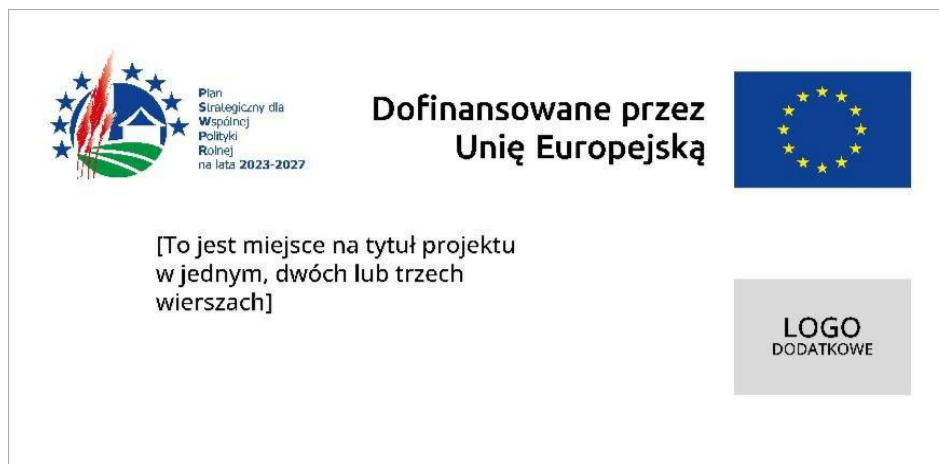 Plan
Strategiczny dla
Wspólnej
Polityki
Rolnej
na lata 2023-2027
Dofinansowane przez
Unię Europejską
[To jest miejsce na tytuł projektu
w jednym, dwóch lub trzech
wierszach]
LOGO
DODATKOWE